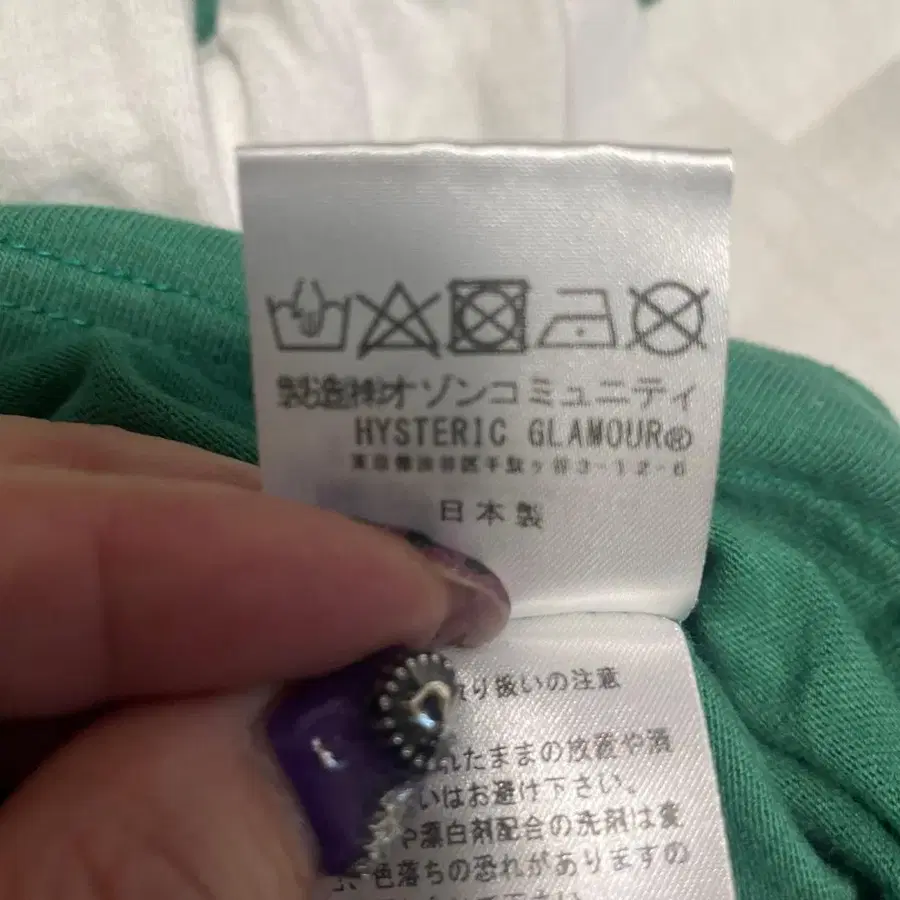 製造(株)オゾンコミュニティ
HYSTERIC GLAMOUR®
東京都渋谷区千駄ヶ谷3-12-6
日本製
り扱いの注意
れたままの放置や酒
いはお避け下さい。
や漂白剤配合の洗剤は変
色落ちの恐れがありますの